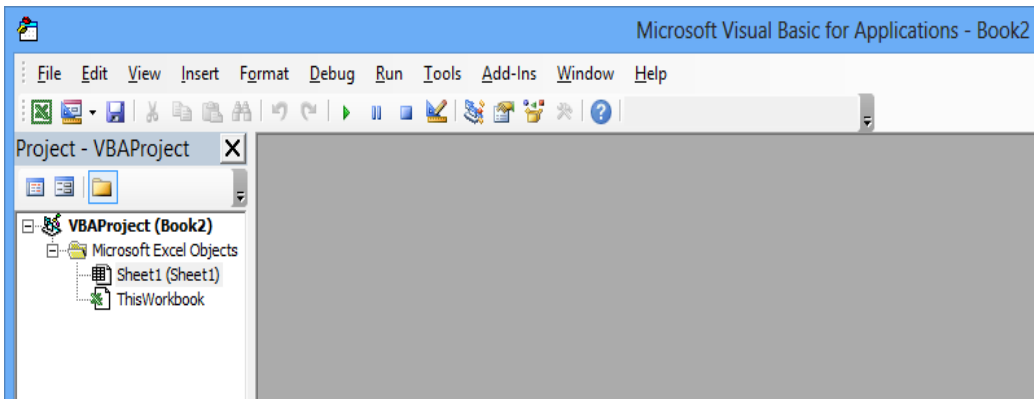 Microsoft Visual Basic for Applications - Book2
File Edit View Insert Format Debug Run Tools Add-Ins Window Help
Project - VBAProject
VBAProject (Book2)
Microsoft Excel Objects
Sheet1 (Sheet1)
ThisWorkbook